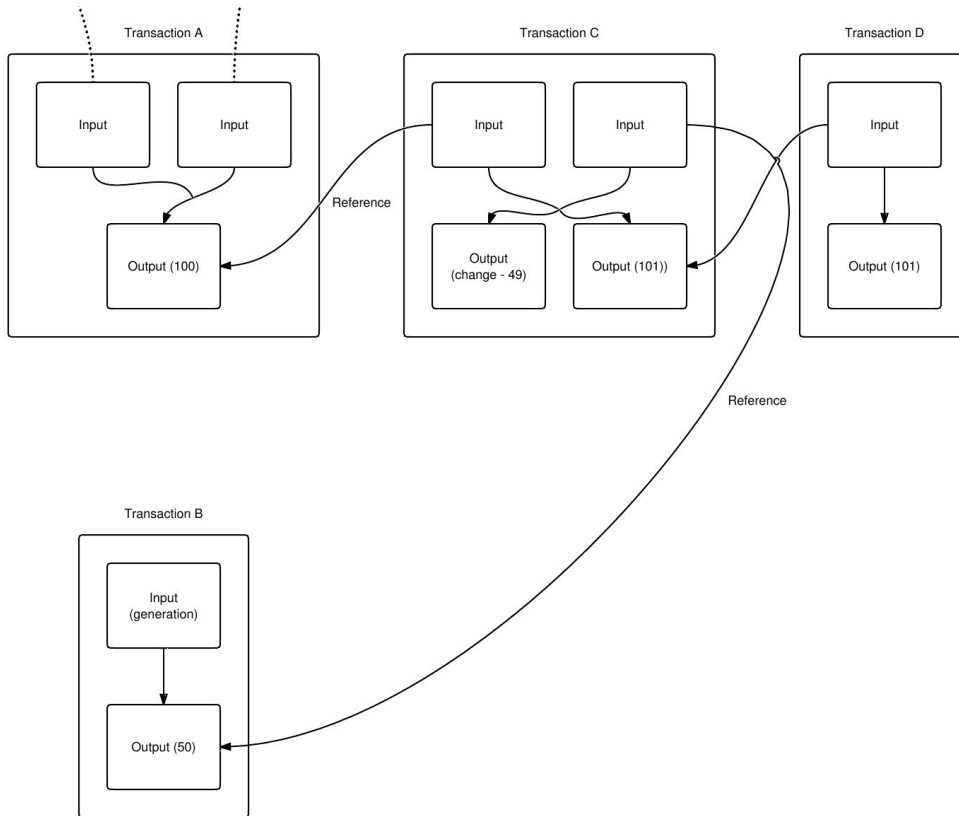 Transaction A
Transaction C
Transaction D
Input
Input
Input
Input
Input
Reference
Output (100)
Output
(change - 49)
Output (101))
Output (101)
Reference
Transaction B
Input
(generation)
Output (50)